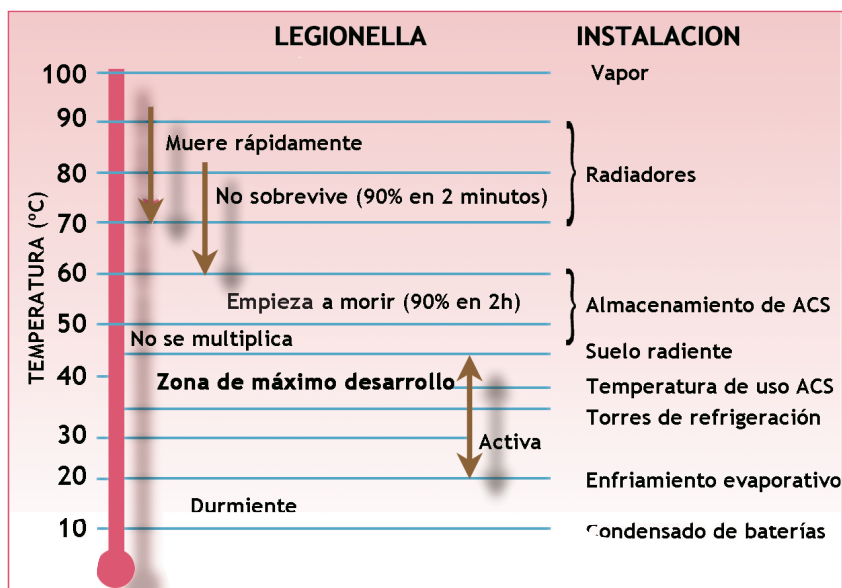 LEGIONELLA
INSTALACION
TEMPERATURA (ºC)
100
Vapor
90
Muere rápidamente
80
Radiadores
No sobrevive (90% en 2 minutos)
70
60
Empieza a morir (90% en 2h)
Almacenamiento de ACS
50
No se multiplica
Suelo radiente
40
Zona de máximo desarrollo
Temperatura de uso ACS
Torres de refrigeración
30
Activa
20
Enfriamiento evaporativo
Durmiente
10
Condensado de baterías